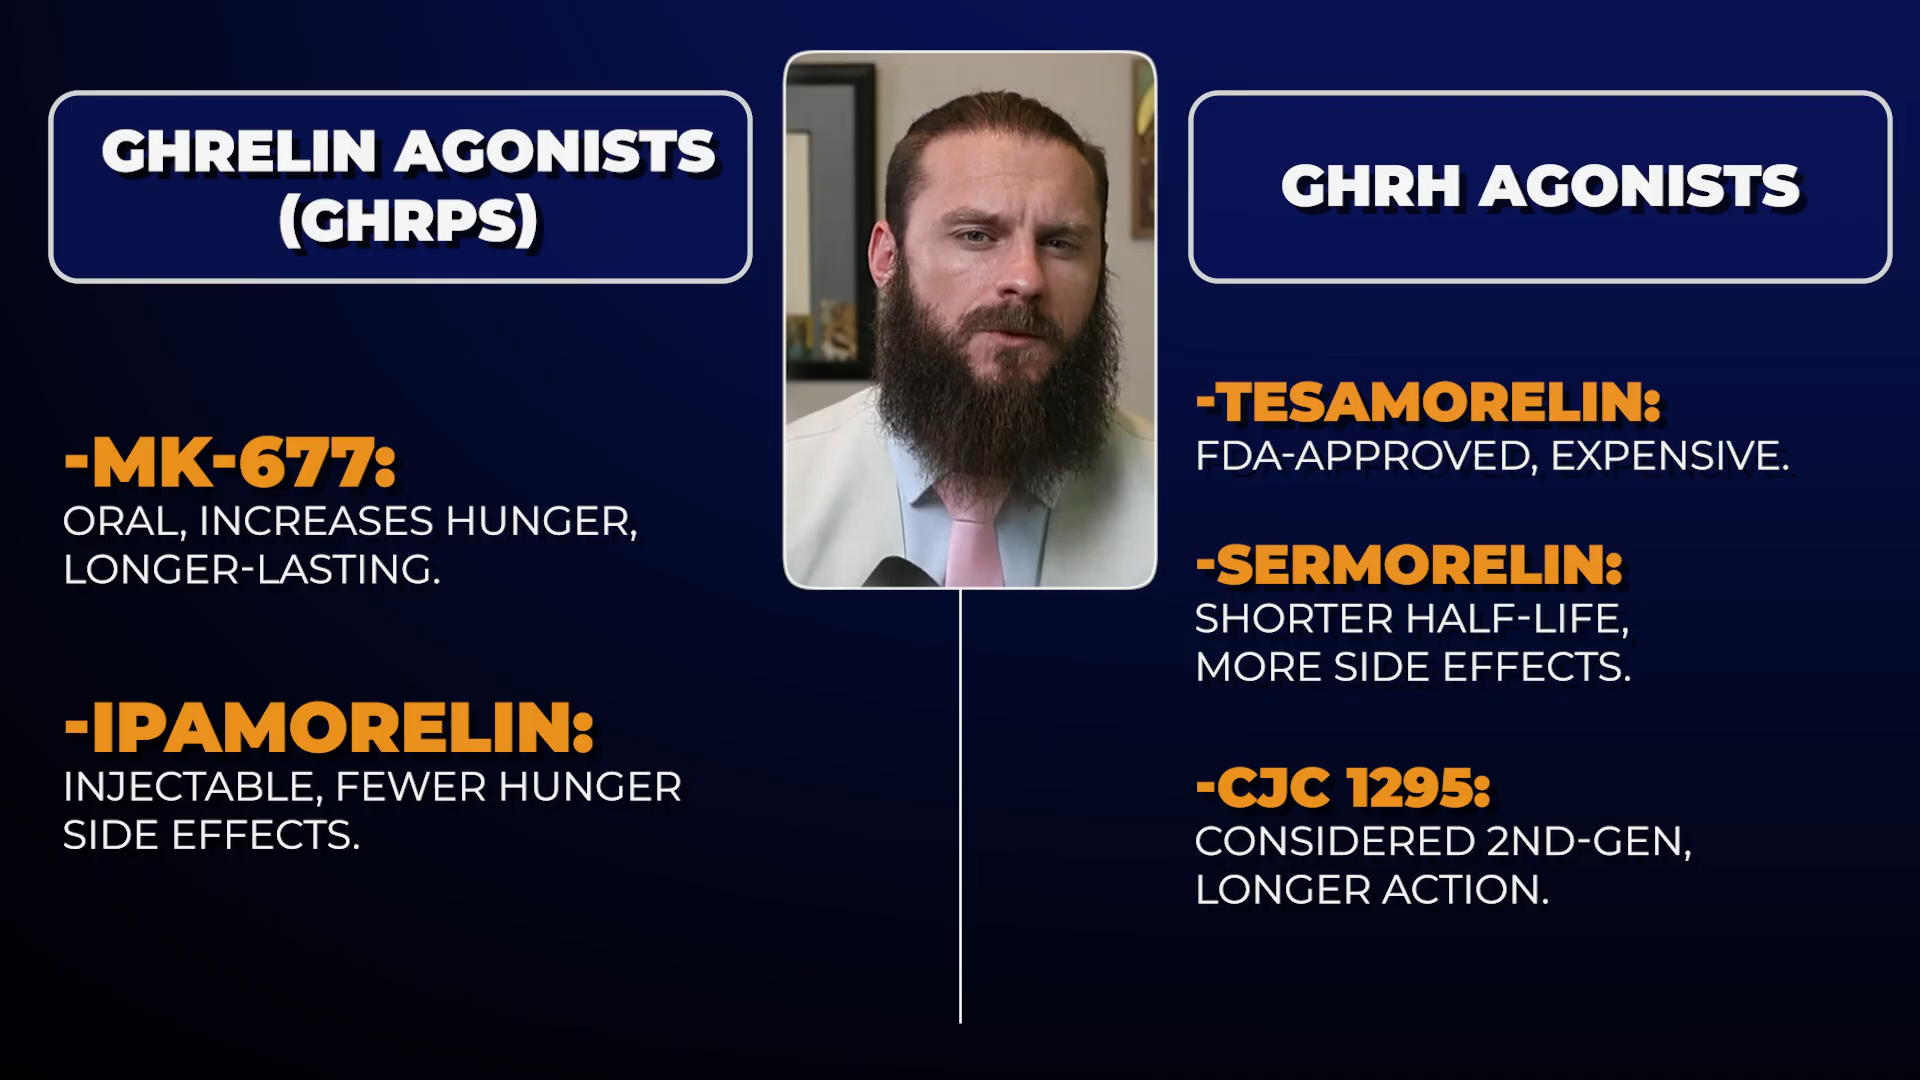 GHRELIN AGONISTS
(GHRPS)
-MK-677:
ORAL, INCREASES HUNGER,
LONGER-LASTING.
-IPAMORELIN:
INJECTABLE, FEWER HUNGER
SIDE EFFECTS.
GHRH AGONISTS
-TESAMORELIN:
FDA-APPROVED, EXPENSIVE.
-SERMORELIN:
SHORTER HALF-LIFE,
MORE SIDE EFFECTS.
-CJC 1295:
CONSIDERED 2ND-GEN,
LONGER ACTION.